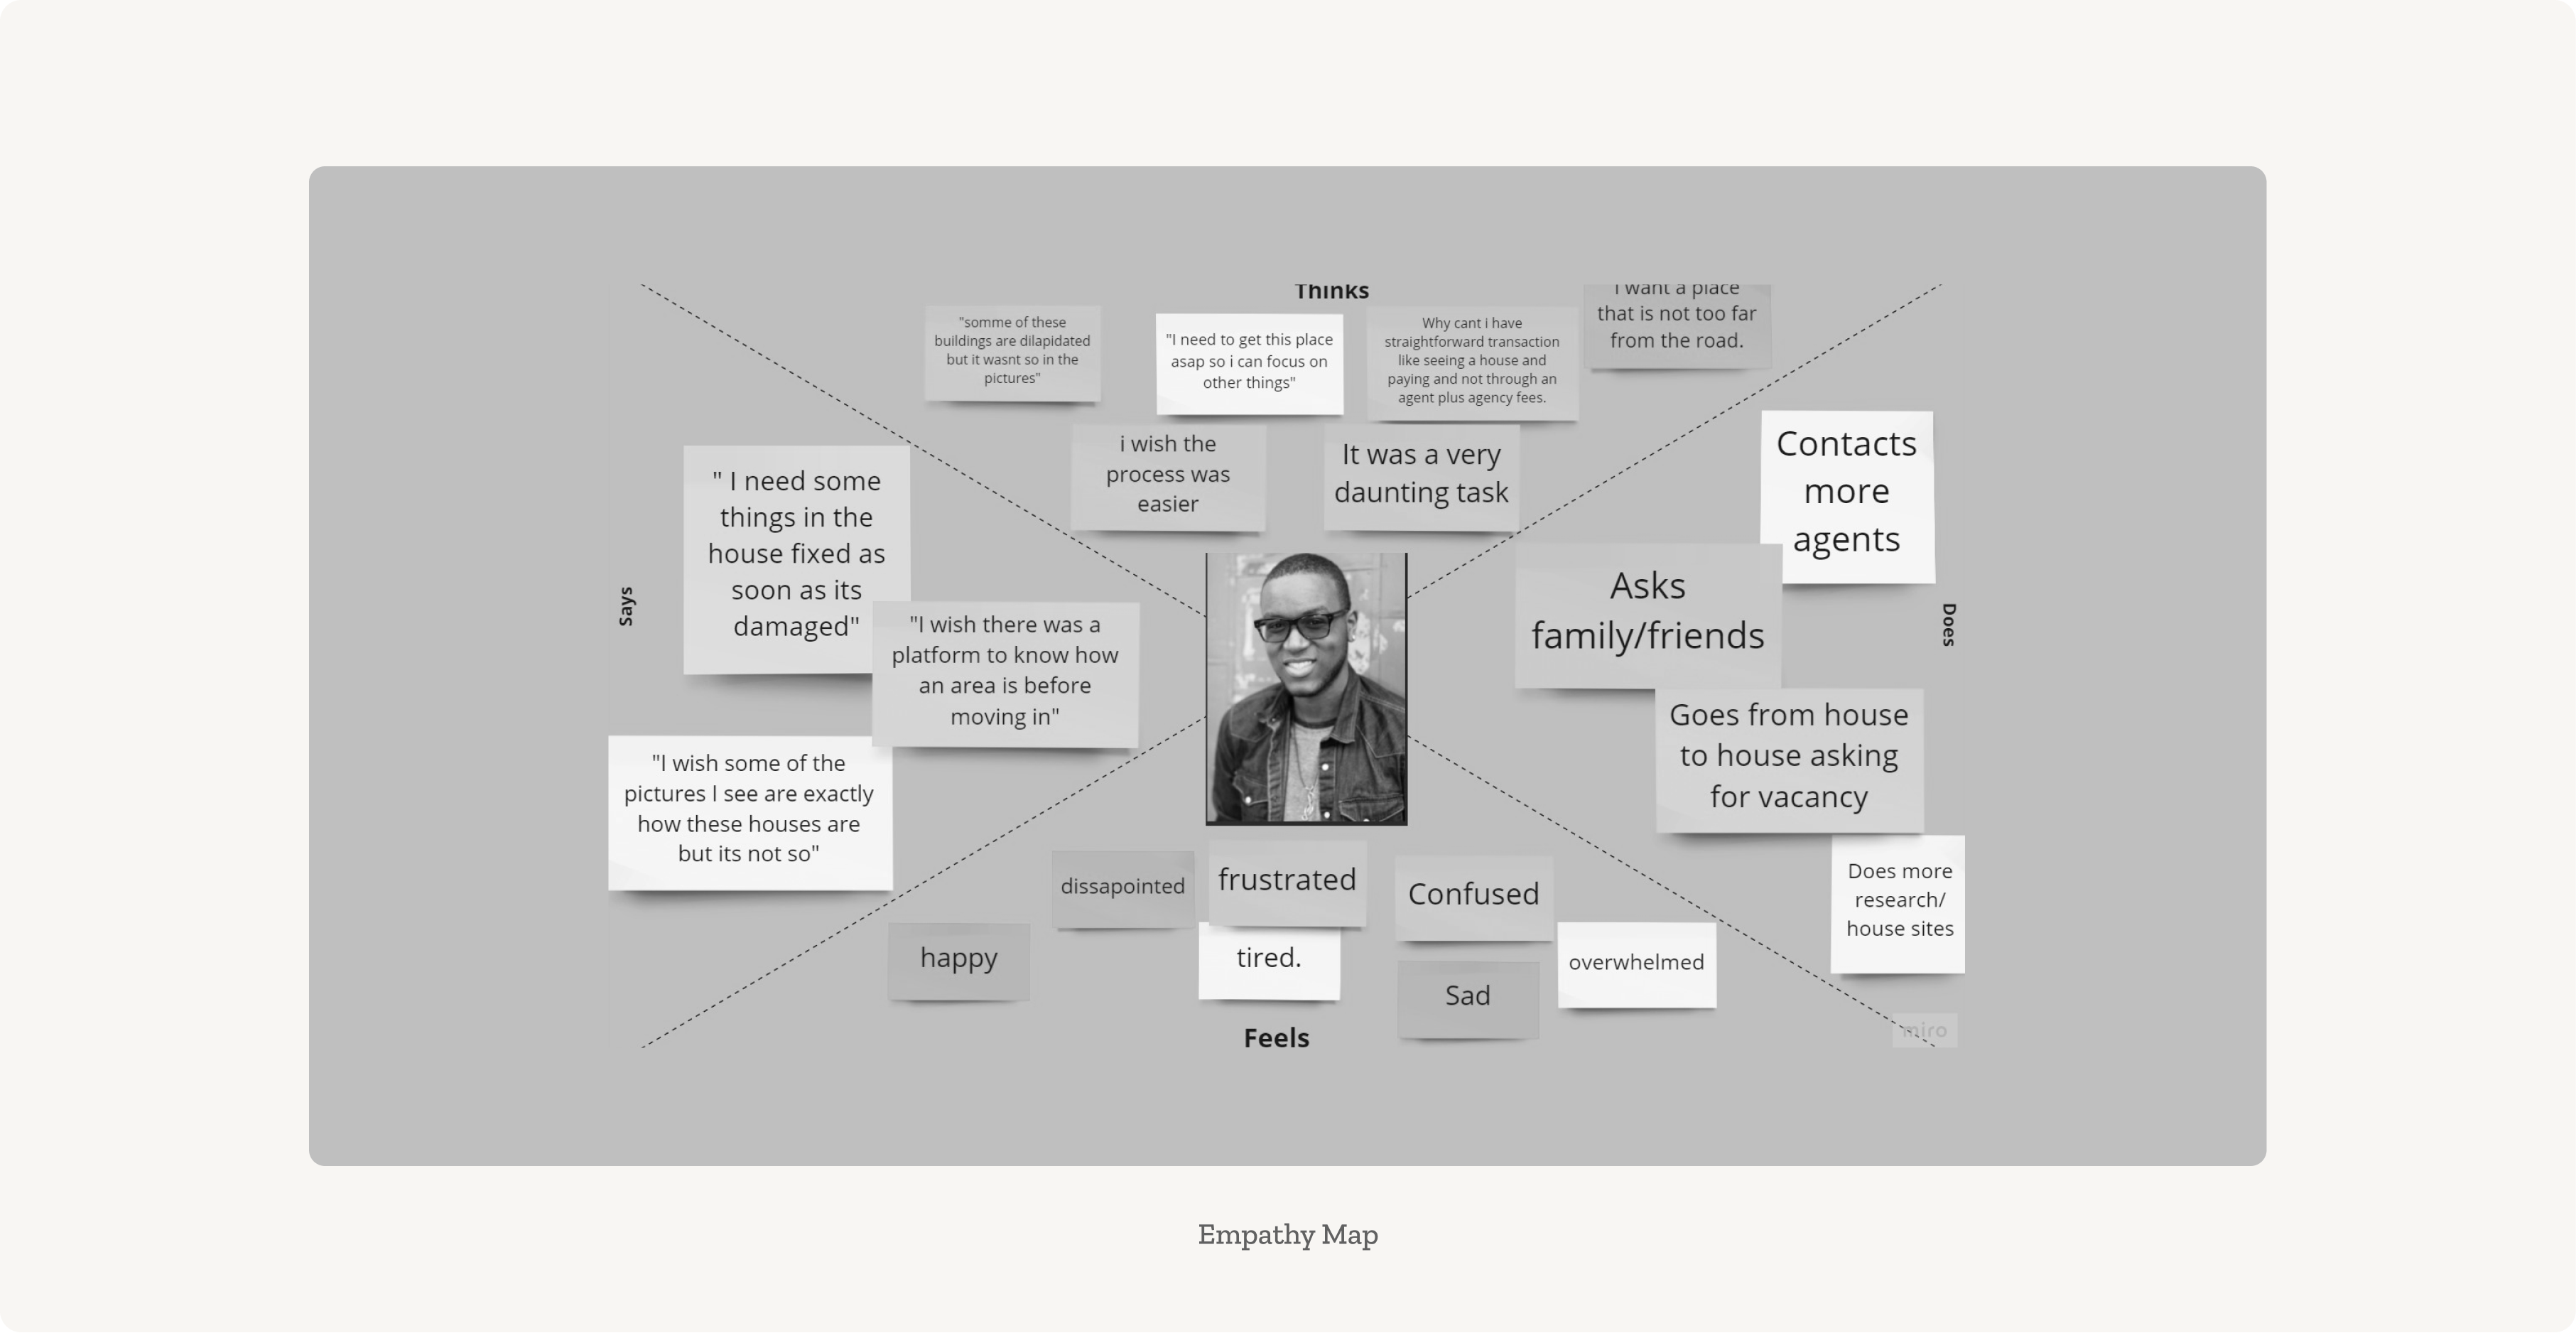 Thinks
"somme of these
buildings are dilapidated
but it wasnt so in the
pictures"
"I need to get this place
asap so i can focus on
other things"
Why cant i have
straightforward transaction
like seeing a house and
paying and not through an
agent plus agency fees.
I want a place
that is not too far
from the road.
i wish the
process was
easier
It was a very
daunting task
Says
" I need some
things in the
house fixed as
soon as its
damaged"
"I wish there was a
platform to know how
an area is before
moving in"
"I wish some of the
pictures I see are exactly
how these houses are
but its not so"
Contacts
more
agents
Asks
family/friends
Does
Goes from house
to house asking
for vacancy
Does more
research/
house sites
dissapointed
frustrated
Confused
happy
tired.
overwhelmed
Sad
Feels
miro
Empathy Map